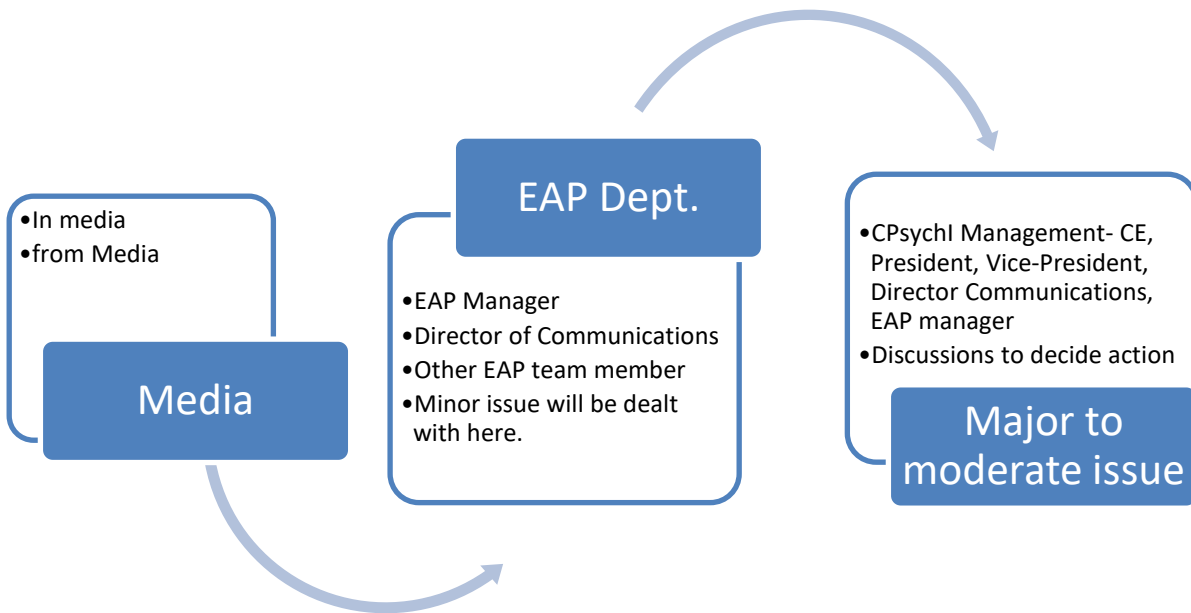 •In media
•from Media
Media
EAP Dept.
•EAP Manager
•Director of Communications
•Other EAP team member
•Minor issue will be dealt
with here.
•CPsychI Management- CE,
President, Vice-President,
Director Communications,
EAP manager
•Discussions to decide action
Major to
moderate issue